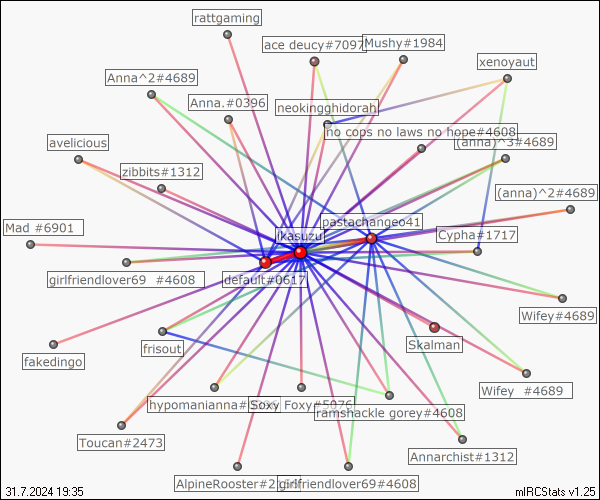 rattgaming
ace deucy#7097
Mushy#1984
xenoyaut
Anna^2#4689
Anna.#0396
neokingghidorah
no cops no laws no hope#4608
(anna)^3#4689
avelicious
zibbits#1312
(anna)^2#4689
pastachangeo41
Mad #6901
ikasuzu
Cypha#1717
girlfriendlover69 #4608
default#0617
Wifey#4689
Skalman
fakedingo
frisout
Wifey #4689
hypomanianna#
Soxy Foxy#5076
ramshackle gorey#4608
Toucan#2473
Annarchist#1312
AlpineRooster#2
girlfriendlover69#4608
31.7.2024 19:35
mIRCStats v1.25